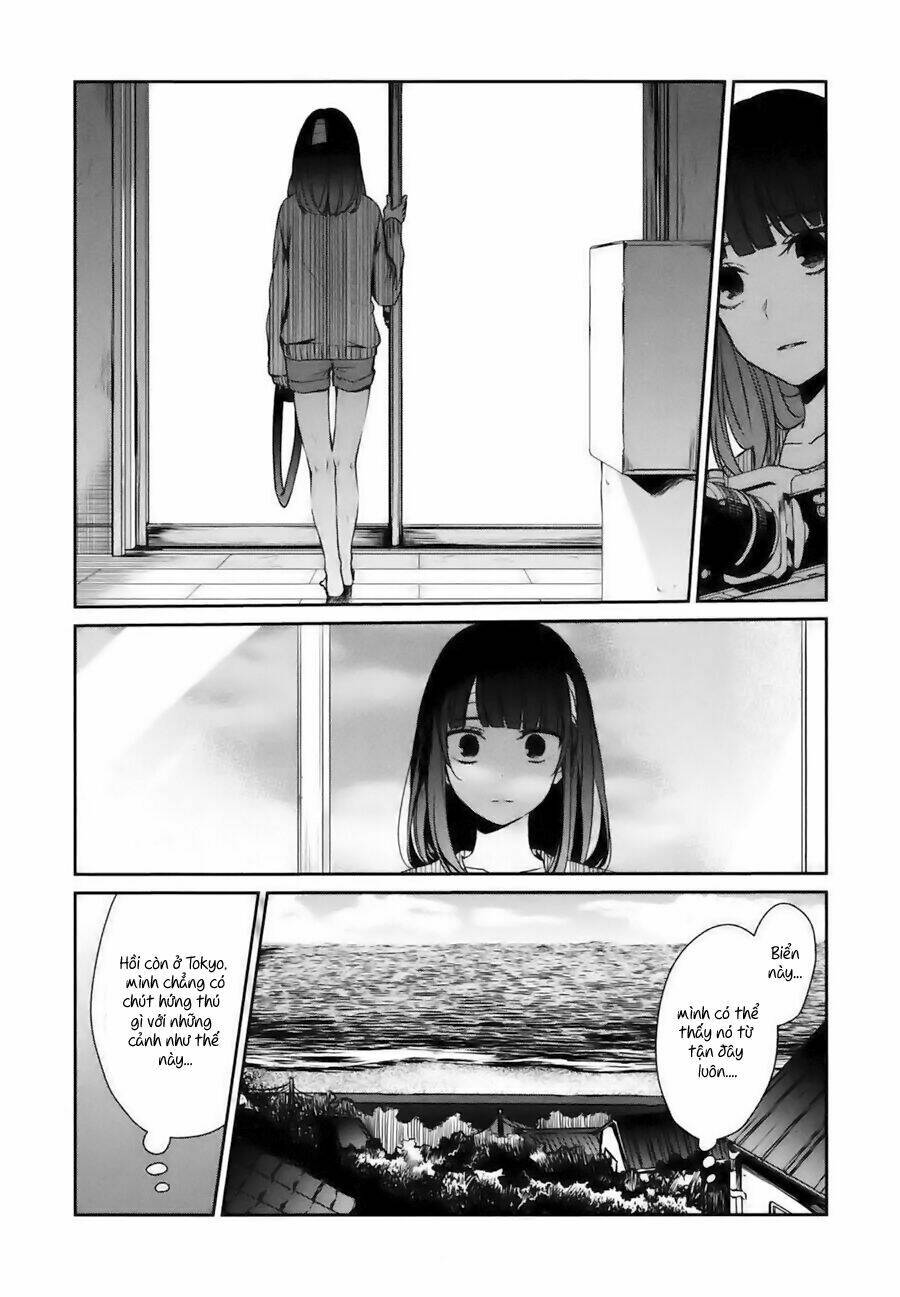 Biển
này...
mình có thể
thấy nó từ
tận đây
luôn....
Hồi còn ở Tokyo,
mình chẳng có
chút hứng thú
gì với những
cảnh như thế
này...